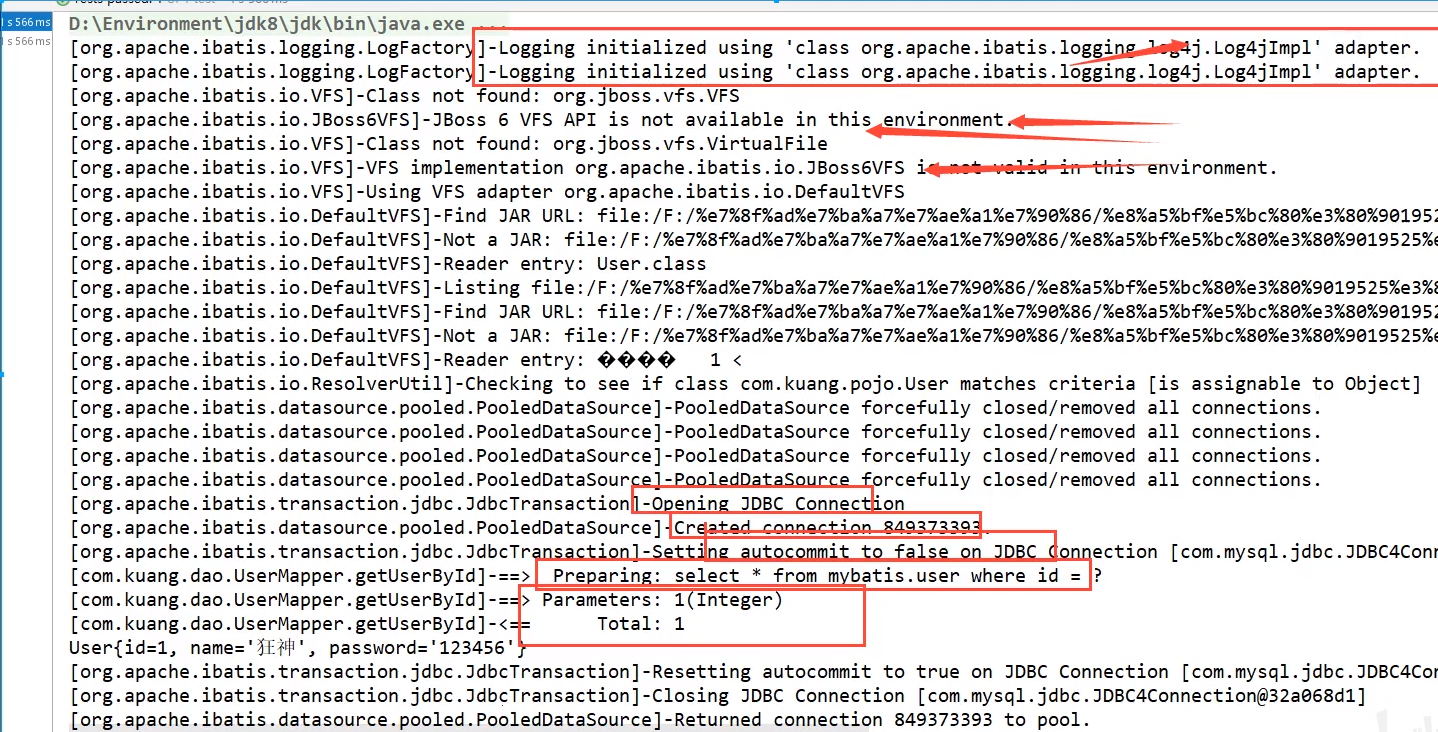 Tests passed: 1 of 1 test – 1 s 566 ms
1 s 566 ms
1 s 566 ms
D:\Environment\jdk8\jdk\bin\java.exe ...
[org.apache.ibatis.logging.LogFactory]-Logging initialized using 'class org.apache.ibatis.logging.log4j.Log4jImpl' adapter.
[org.apache.ibatis.logging.LogFactory]-Logging initialized using 'class org.apache.ibatis.logging.log4j.Log4jImpl' adapter.
[org.apache.ibatis.io.VFS]-Class not found: org.jboss.vfs.VFS
[org.apache.ibatis.io.JBoss6VFS]-JBoss 6 VFS API is not available in this environment.
[org.apache.ibatis.io.VFS]-Class not found: org.jboss.vfs.VirtualFile
[org.apache.ibatis.io.VFS]-VFS implementation org.apache.ibatis.io.JBoss6VFS is not valid in this environment.
[org.apache.ibatis.io.VFS]-Using VFS adapter org.apache.ibatis.io.DefaultVFS
[org.apache.ibatis.io.DefaultVFS]-Find JAR URL: file:/F:/%e7%8f%ad%e7%ba%a7%e7%ae%a1%e7%90%86/%e8%a5%bf%e5%bc%80%e3%80%901952
[org.apache.ibatis.io.DefaultVFS]-Not a JAR: file:/F:/%e7%8f%ad%e7%ba%a7%e7%ae%a1%e7%90%86/%e8%a5%bf%e5%bc%80%e3%80%9019525%e
[org.apache.ibatis.io.DefaultVFS]-Reader entry: User.class
[org.apache.ibatis.io.DefaultVFS]-Listing file:/F:/%e7%8f%ad%e7%ba%a7%e7%ae%a1%e7%90%86/%e8%a5%bf%e5%bc%80%e3%80%9019525%e3%8
[org.apache.ibatis.io.DefaultVFS]-Find JAR URL: file:/F:/%e7%8f%ad%e7%ba%a7%e7%ae%a1%e7%90%86/%e8%a5%bf%e5%bc%80%e3%80%901952
[org.apache.ibatis.io.DefaultVFS]-Not a JAR: file:/F:/%e7%8f%ad%e7%ba%a7%e7%ae%a1%e7%90%86/%e8%a5%bf%e5%bc%80%e3%80%9019525%e
[org.apache.ibatis.io.DefaultVFS]-Reader entry: ����   1 <
[org.apache.ibatis.io.ResolverUtil]-Checking to see if class com.kuang.pojo.User matches criteria [is assignable to Object]
[org.apache.ibatis.datasource.pooled.PooledDataSource]-PooledDataSource forcefully closed/removed all connections.
[org.apache.ibatis.datasource.pooled.PooledDataSource]-PooledDataSource forcefully closed/removed all connections.
[org.apache.ibatis.datasource.pooled.PooledDataSource]-PooledDataSource forcefully closed/removed all connections.
[org.apache.ibatis.datasource.pooled.PooledDataSource]-PooledDataSource forcefully closed/removed all connections.
[org.apache.ibatis.transaction.jdbc.JdbcTransaction]-Opening JDBC Connection
[org.apache.ibatis.datasource.pooled.PooledDataSource]-Created connection 849373393.
[org.apache.ibatis.transaction.jdbc.JdbcTransaction]-Setting autocommit to false on JDBC Connection [com.mysql.jdbc.JDBC4Conn
[com.kuang.dao.UserMapper.getUserById]-==>  Preparing: select * from mybatis.user where id = ?
[com.kuang.dao.UserMapper.getUserById]-==> Parameters: 1(Integer)
[com.kuang.dao.UserMapper.getUserById]-<==      Total: 1
User{id=1, name='狂神', password='123456'}
[org.apache.ibatis.transaction.jdbc.JdbcTransaction]-Resetting autocommit to true on JDBC Connection [com.mysql.jdbc.JDBC4Con
[org.apache.ibatis.transaction.jdbc.JdbcTransaction]-Closing JDBC Connection [com.mysql.jdbc.JDBC4Connection@32a068d1]
[org.apache.ibatis.datasource.pooled.PooledDataSource]-Returned connection 849373393 to pool.